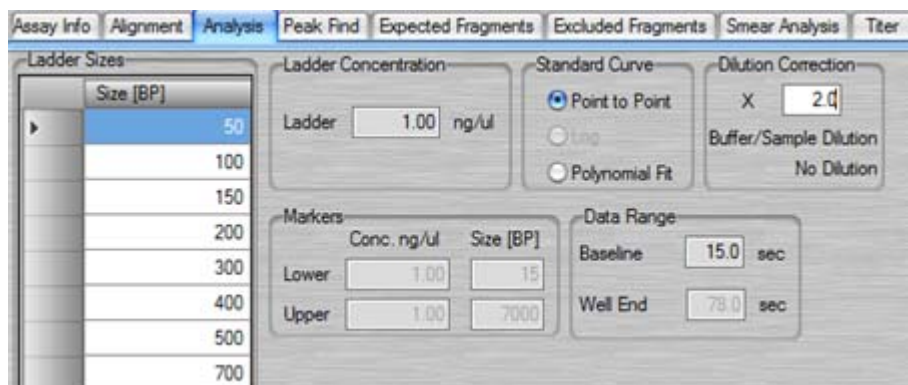 Assay Info Alignment Analysis Peak Find Expected Fragments Excluded Fragments Smear Analysis Titer
Ladder Sizes
Size [BP]
50
100
150
200
300
400
500
700
Ladder Concentration
Ladder 1.00 ng/ul
Standard Curve
Point to Point
Log
Polynomial Fit
Dilution Correction
X 2.0
Buffer/Sample Dilution
No Dilution
Markers
Conc. ng/ul Size [BP]
Lower 1.00 15
Upper 1.00 7000
Data Range
Baseline 15.0 sec
Well End 78.0 sec